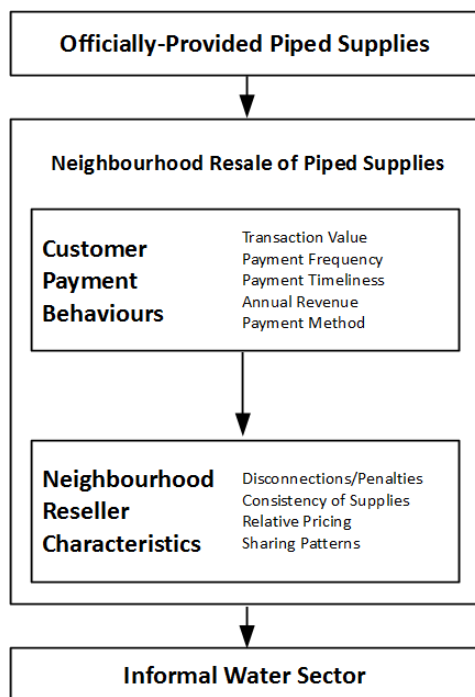 Officially-Provided Piped Supplies
Neighbourhood Resale of Piped Supplies
Customer
Payment
Behaviours
Transaction Value
Payment Frequency
Payment Timeliness
Annual Revenue
Payment Method
Neighbourhood
Reseller
Characteristics
Disconnections/Penalties
Consistency of Supplies
Relative Pricing
Sharing Patterns
Informal Water Sector